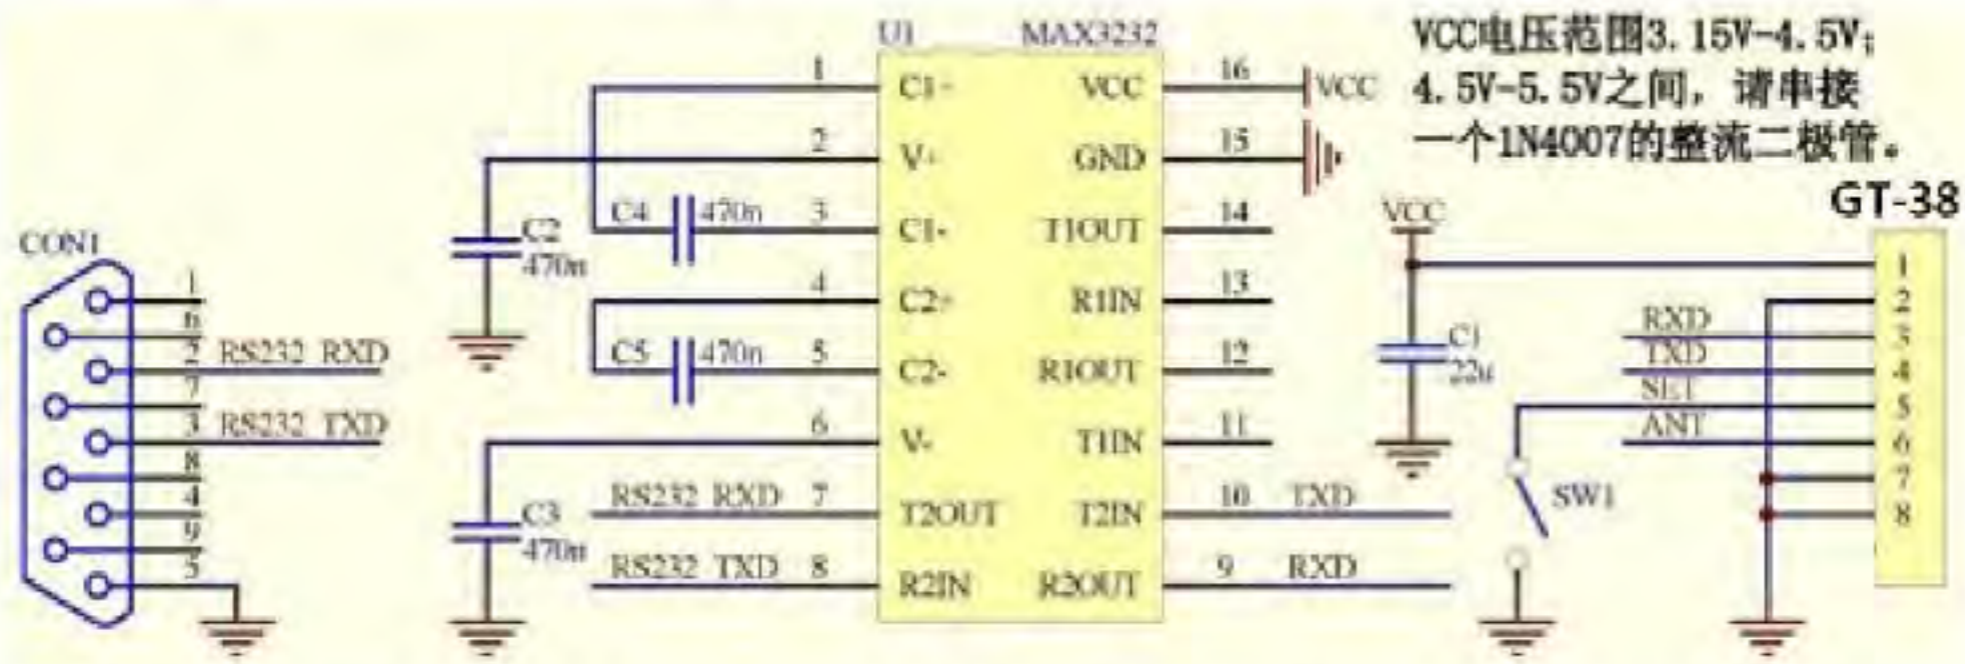 U1 MAX3232
VCC电压范围3.15V-4.5V;
4.5V-5.5V之间，请串接
一个1N4007的整流二极管。
GT-38
CON1
1
6
2 RS232 RXD
7
3 RS232 TXD
8
4
9
5
C2
470n
C4 470n
C5 470n
C3
470n
RS232 RXD
RS232 TXD
1 C1-
2 V+
3 C1-
4 C2+
5 C2-
6 V-
7 T2OUT
8 R2IN
VCC 16 VCC
GND 15
T1OUT 14
R1IN 13
R1OUT 12
T1IN 11
T2IN 10 TXD
R2OUT 9 RXD
VCC
C1
22u
SW1
1
2
RXD 3
TXD 4
SET 5
ANT 6
7
8